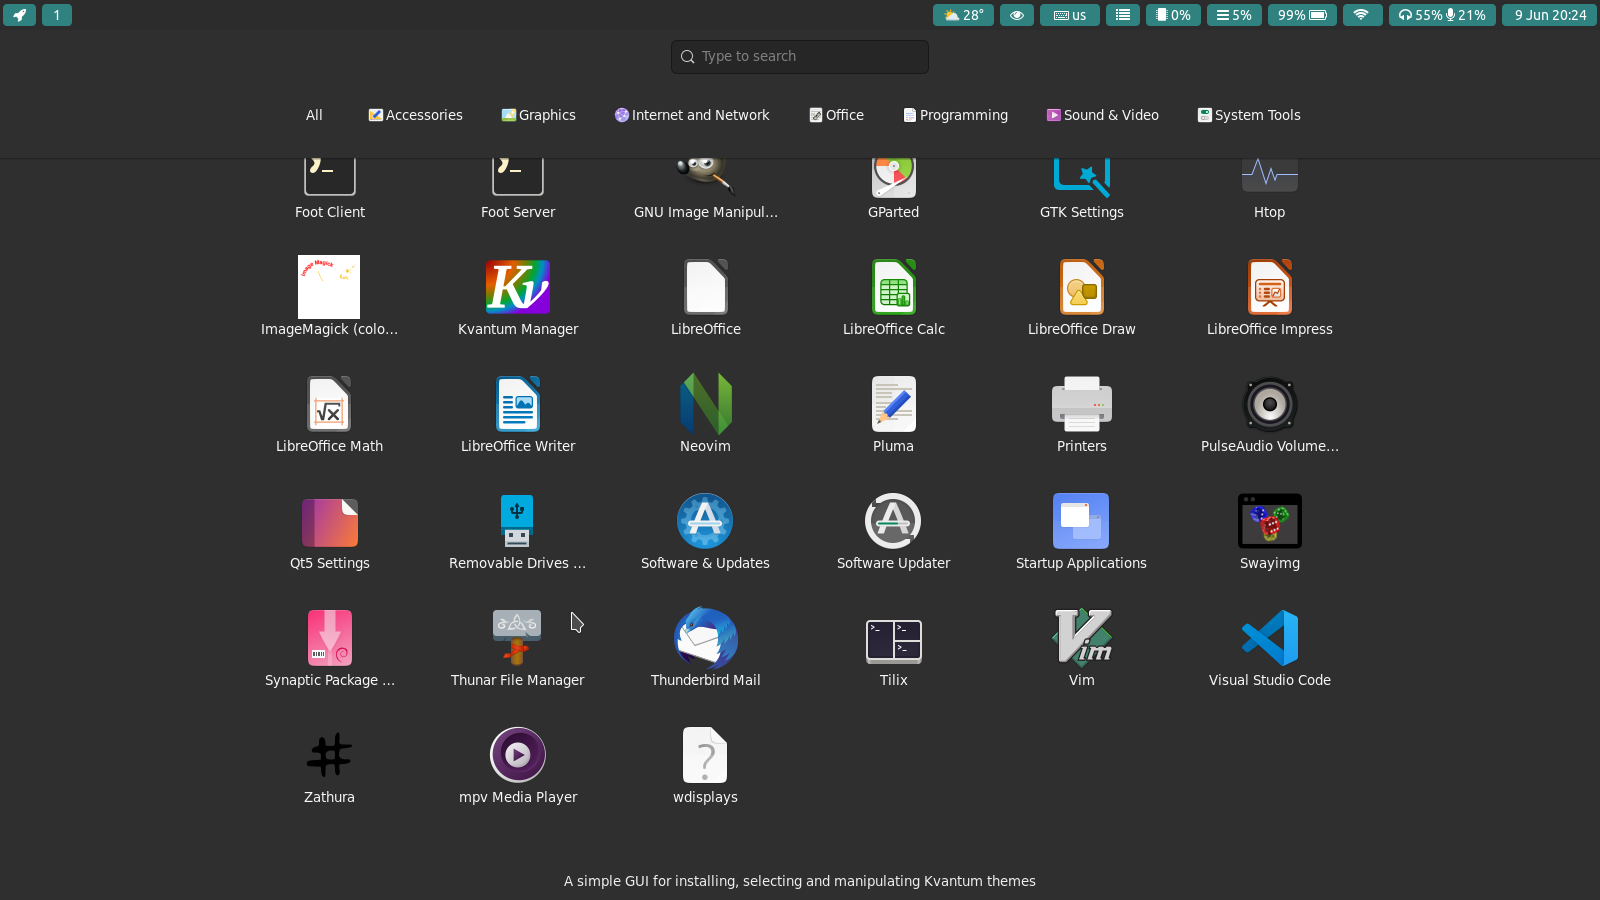 1
28°
us
0%
5%
99%
55% 21%
9 Jun 20:24
Type to search
All
Accessories
Graphics
Internet and Network
Office
Programming
Sound & Video
System Tools
Foot Client
Foot Server
GNU Image Manipul...
GParted
GTK Settings
Htop
Image Magick
ImageMagick (colo...
Kv
Kvantum Manager
LibreOffice
LibreOffice Calc
LibreOffice Draw
LibreOffice Impress
√x
LibreOffice Math
LibreOffice Writer
Neovim
Pluma
Printers
PulseAudio Volume...
Qt5 Settings
Removable Drives ...
Software & Updates
Software Updater
Startup Applications
Swayimg
Synaptic Package ...
Thunar File Manager
Thunderbird Mail
>_ >_
>_
Tilix
Vim
Vim
Visual Studio Code
#
Zathura
mpv Media Player
?
wdisplays
A simple GUI for installing, selecting and manipulating Kvantum themes